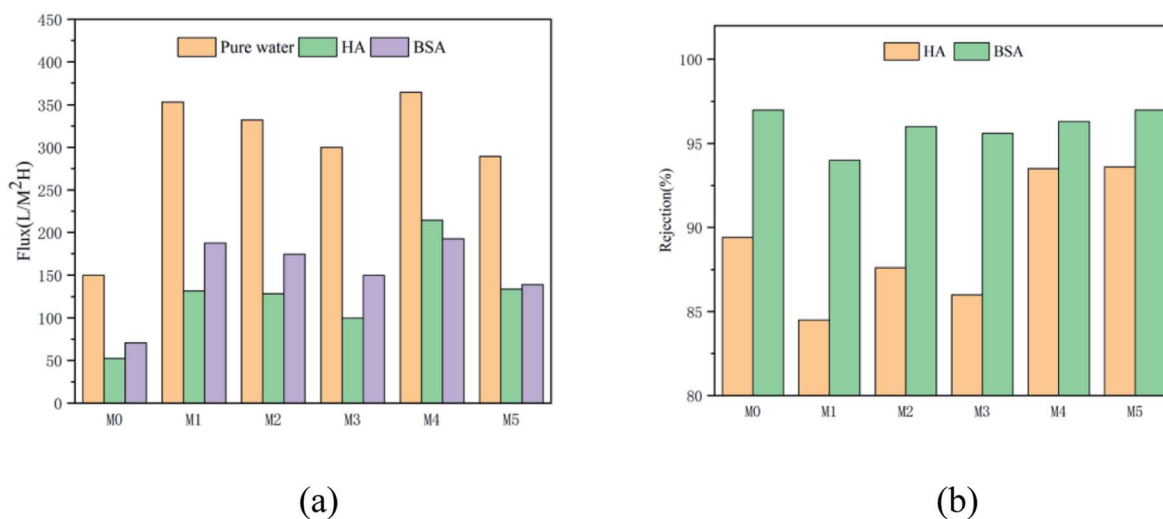 450
400
350
300
250
200
150
100
50
0
Flux(L/M²H)
Pure water HA BSA
M0 M1 M2 M3 M4 M5
(a)
100
95
90
85
80
Rejection(%)
HA BSA
M0 M1 M2 M3 M4 M5
(b)